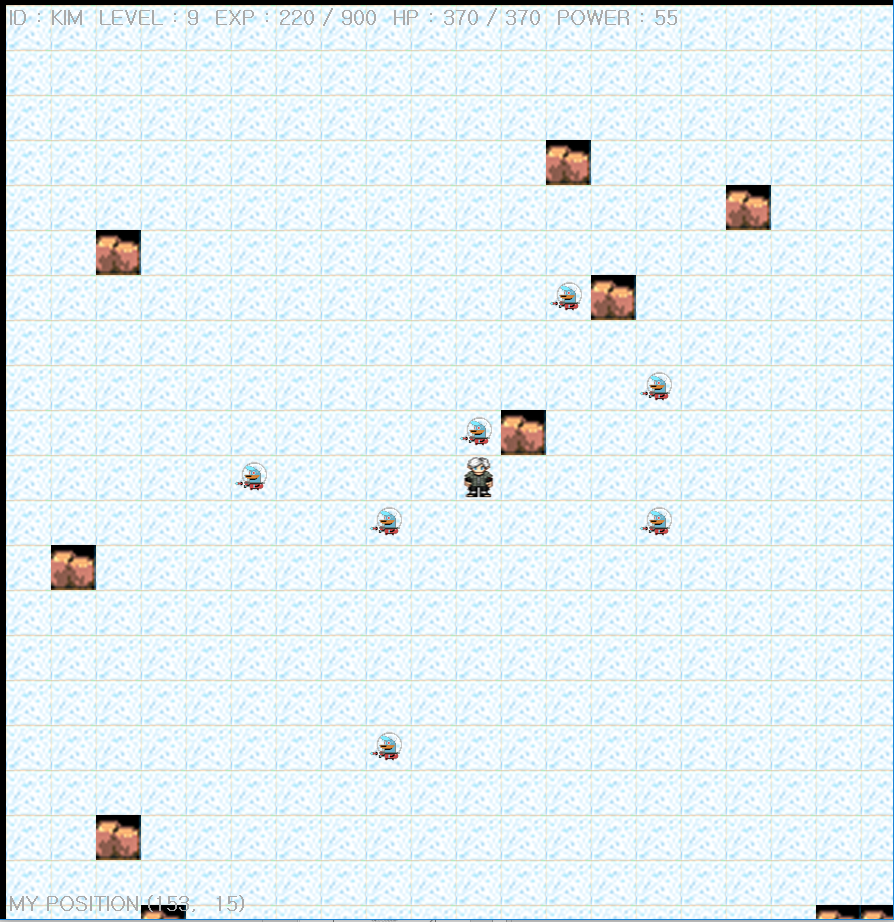 ID : KIM LEVEL : 9 EXP : 220 / 900 HP : 370 / 370 POWER : 55
MY POSITION (153, 15)